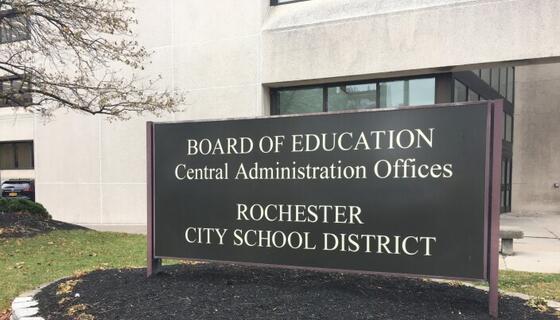 BOARD OF EDUCATION
Central Administration Offices
ROCHESTER
CITY SCHOOL DISTRICT